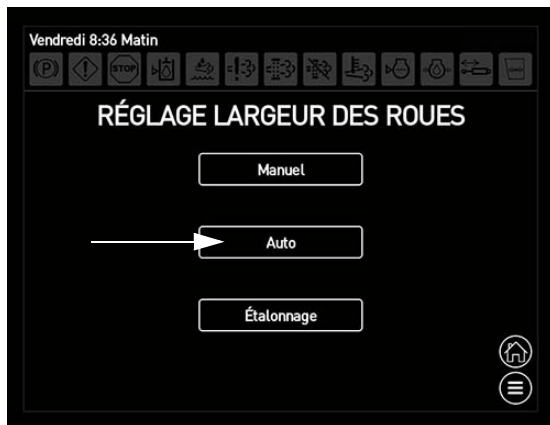 Vendredi 8:36 Matin
STOP
RÉGLAGE LARGEUR DES ROUES
Manuel
Auto
Étalonnage